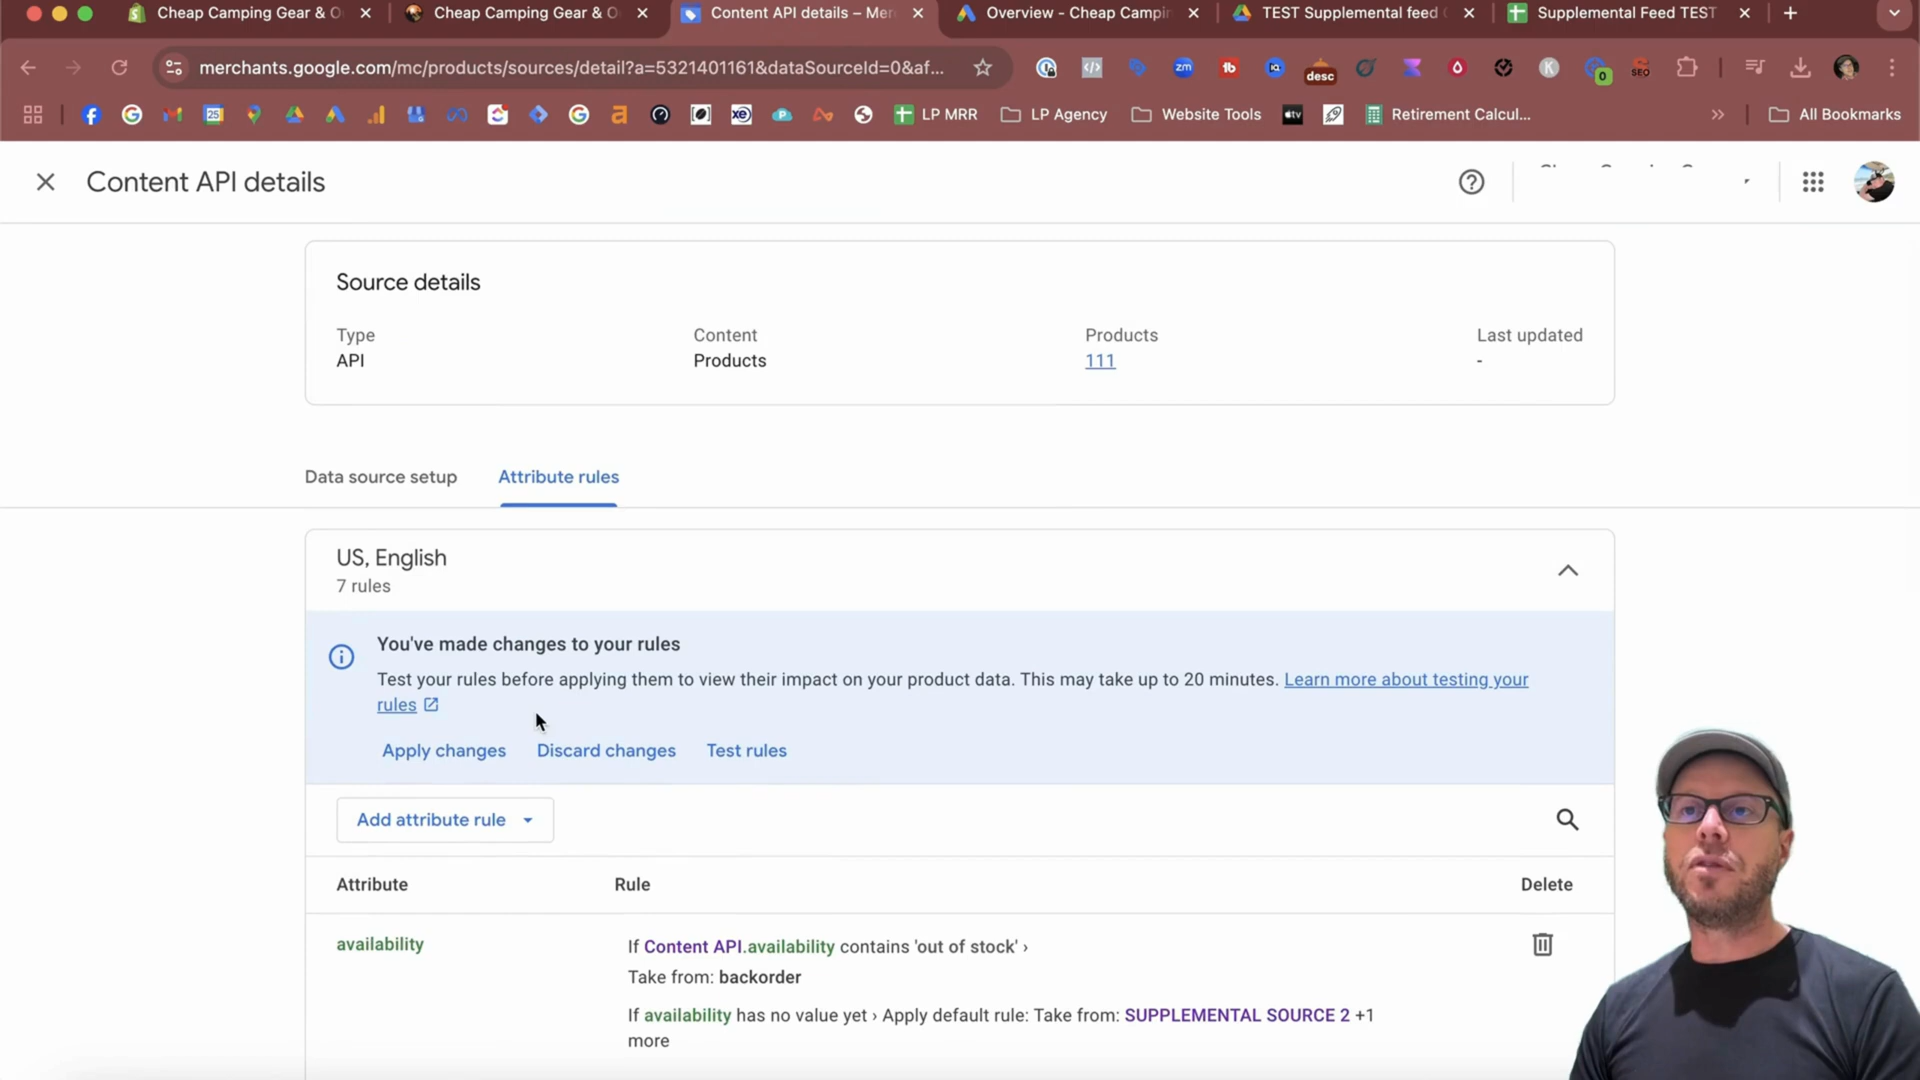 Cheap Camping Gear & O
Cheap Camping Gear & O
Content API details – Mer
Overview - Cheap Campin
TEST Supplemental feed
Supplemental Feed TEST
merchants.google.com/mc/products/sources/detail?a=5321401161&dataSourceId=0&af...
desc
0
SEO
LP MRR
LP Agency
Website Tools
Retirement Calcul...
All Bookmarks
Content API details
Source details
Type
Content
Products
Last updated
API
Products
111
-
Data source setup
Attribute rules
US, English
7 rules
You've made changes to your rules
Test your rules before applying them to view their impact on your product data. This may take up to 20 minutes. Learn more about testing your
rules
Apply changes
Discard changes
Test rules
Add attribute rule
Attribute
Rule
Delete
availability
If Content API.availability contains 'out of stock' ›
Take from: backorder
If availability has no value yet › Apply default rule: Take from: SUPPLEMENTAL SOURCE 2 +1
more